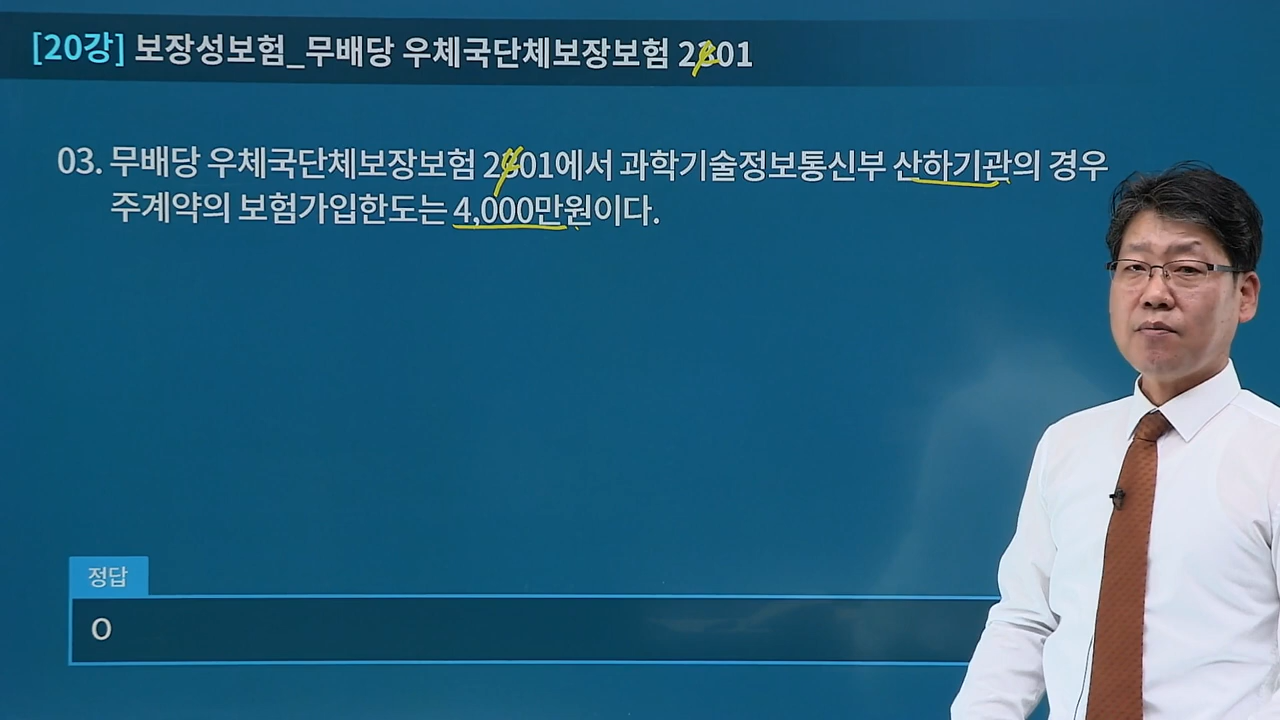 [20강] 보장성보험_무배당 우체국단체보장보험 2301
03. 무배당 우체국단체보장보험 2301에서 과학기술정보통신부 산하기관의 경우
주계약의 보험가입한도는 4,000만원이다.
정답
O